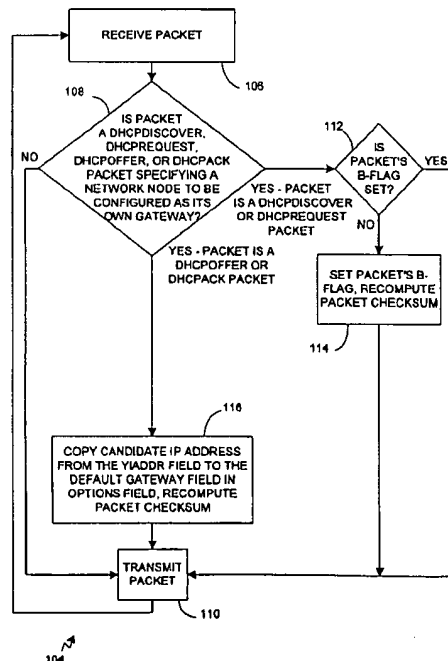 RECEIVE PACKET
106
108
IS PACKET
A DHCPDISCOVER,
DHCPREQUEST,
DHCPOFFER, OR DHCPACK
PACKET SPECIFYING A
NETWORK NODE TO BE
CONFIGURED AS ITS
OWN GATEWAY?
NO
YES - PACKET
IS A DHCPDISCOVER
OR DHCPREQUEST
PACKET
YES - PACKET IS A
DHCPOFFER OR
DHCPACK PACKET
112
IS
PACKET'S
B-FLAG
SET?
YES
NO
SET PACKET'S B-
FLAG, RECOMPUTE
PACKET CHECKSUM
114
116
COPY CANDIDATE IP ADDRESS
FROM THE YIADDR FIELD TO THE
DEFAULT GATEWAY FIELD IN
OPTIONS FIELD, RECOMPUTE
PACKET CHECKSUM
TRANSMIT
PACKET
110
104